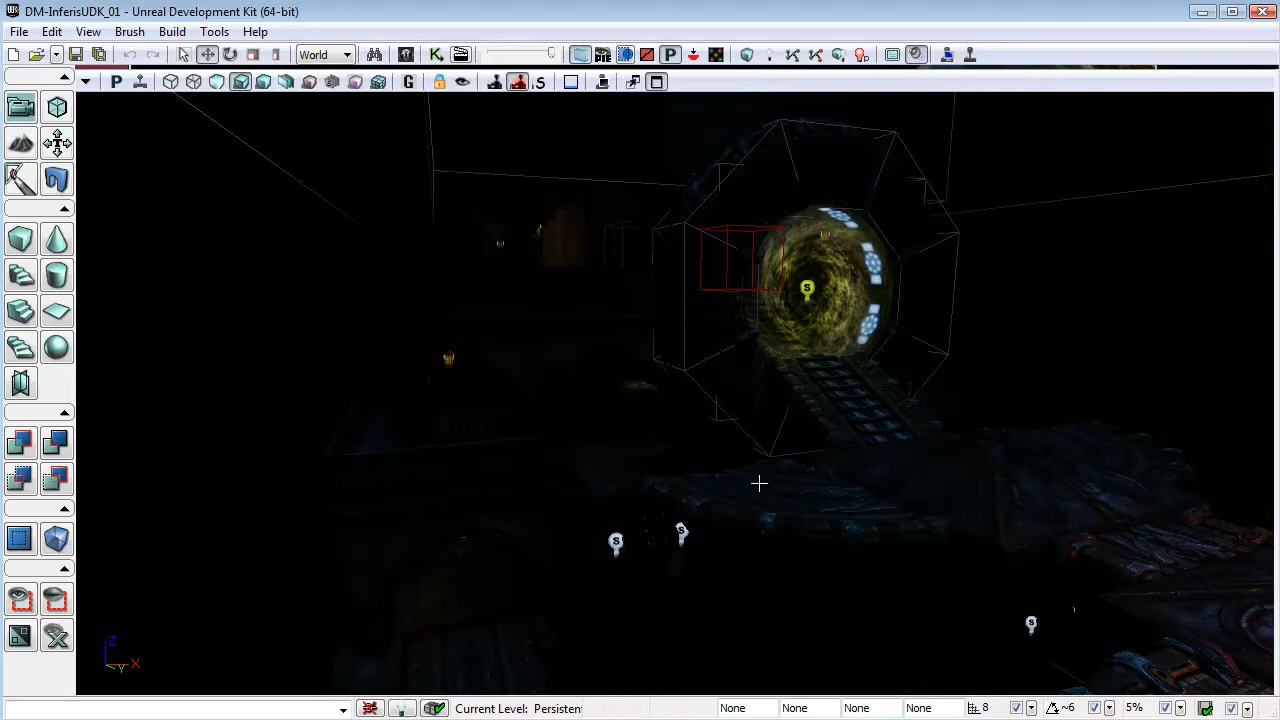 DM-InferisUDK_01 - Unreal Development Kit (64-bit)
File Edit View Brush Build Tools Help
World
P
P G S
S
S S
S
Z
X
Y
Current Level: Persisten None None None None 8 ~6 5%